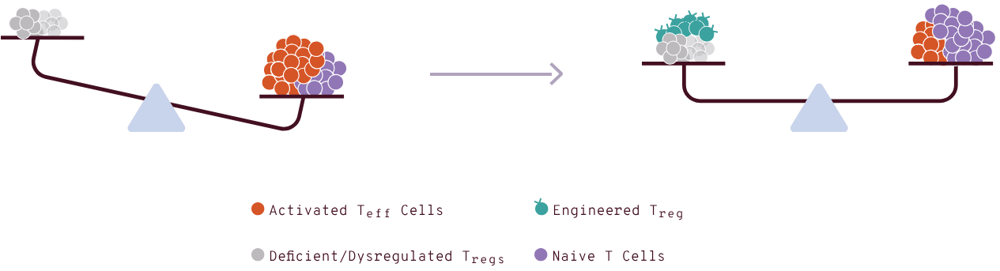 Activated Teff Cells
Engineered Treg
Deficient/Dysregulated Tregs
Naive T Cells